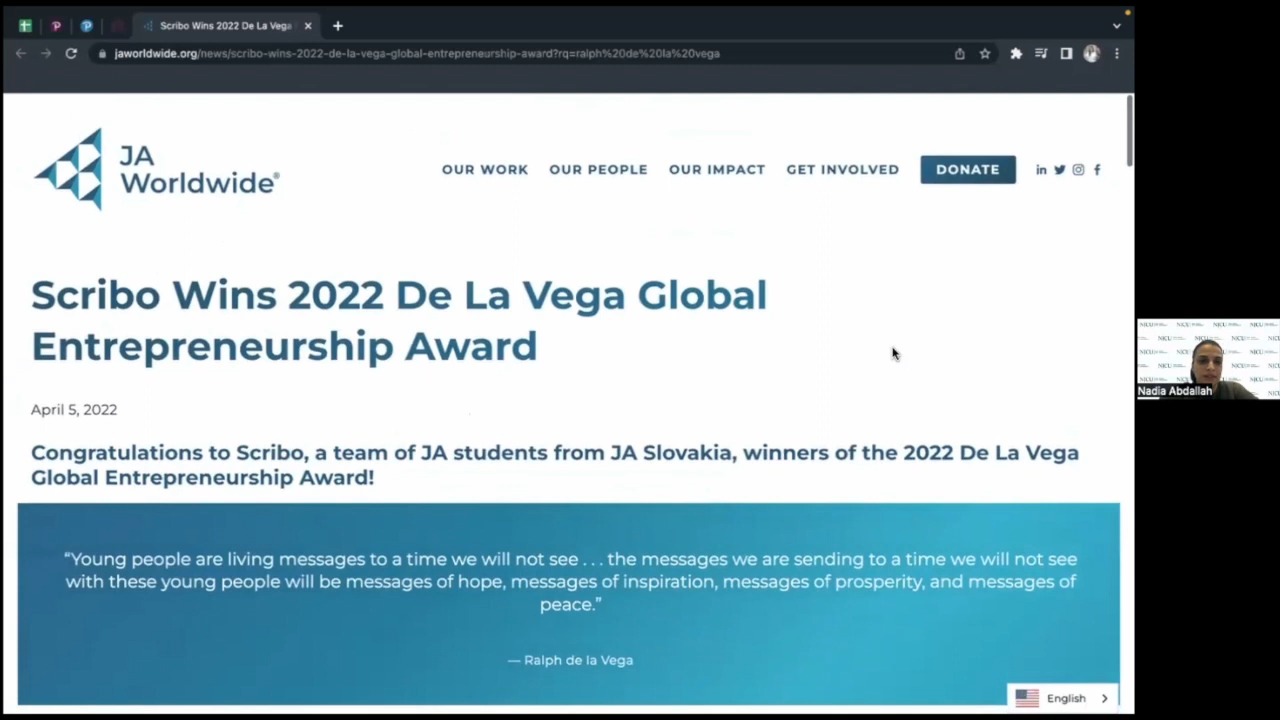 Scribo Wins 2022 De La Vega
jaworldwide.org/news/scribo-wins-2022-de-la-vega-global-entrepreneurship-award?rq=ralph%20de%20la%20vega
JA
Worldwide®
OUR WORK OUR PEOPLE OUR IMPACT GET INVOLVED DONATE
Scribo Wins 2022 De La Vega Global
Entrepreneurship Award
April 5, 2022
Congratulations to Scribo, a team of JA students from JA Slovakia, winners of the 2022 De La Vega
Global Entrepreneurship Award!
“Young people are living messages to a time we will not see . . . the messages we are sending to a time we will not see
with these young people will be messages of hope, messages of inspiration, messages of prosperity, and messages of
peace.”
— Ralph de la Vega
English
Nadia Abdallah